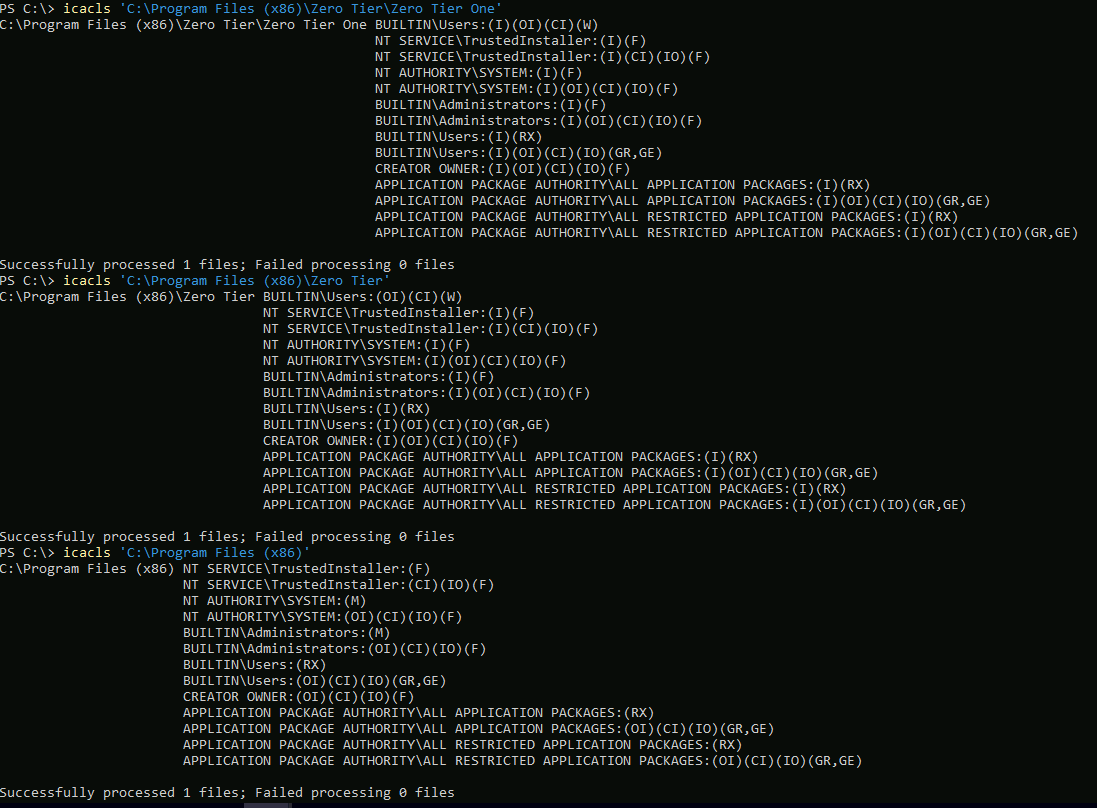 PS C:\> icacls 'C:\Program Files (x86)\Zero Tier\Zero Tier One'
C:\Program Files (x86)\Zero Tier\Zero Tier One BUILTIN\Users:(I)(OI)(CI)(W)
NT SERVICE\TrustedInstaller:(I)(F)
NT SERVICE\TrustedInstaller:(I)(CI)(IO)(F)
NT AUTHORITY\SYSTEM:(I)(F)
NT AUTHORITY\SYSTEM:(I)(OI)(CI)(IO)(F)
BUILTIN\Administrators:(I)(F)
BUILTIN\Administrators:(I)(OI)(CI)(IO)(F)
BUILTIN\Users:(I)(RX)
BUILTIN\Users:(I)(OI)(CI)(IO)(GR,GE)
CREATOR OWNER:(I)(OI)(CI)(IO)(F)
APPLICATION PACKAGE AUTHORITY\ALL APPLICATION PACKAGES:(I)(RX)
APPLICATION PACKAGE AUTHORITY\ALL APPLICATION PACKAGES:(I)(OI)(CI)(IO)(GR,GE)
APPLICATION PACKAGE AUTHORITY\ALL RESTRICTED APPLICATION PACKAGES:(I)(RX)
APPLICATION PACKAGE AUTHORITY\ALL RESTRICTED APPLICATION PACKAGES:(I)(OI)(CI)(IO)(GR,GE)
Successfully processed 1 files; Failed processing 0 files
PS C:\> icacls 'C:\Program Files (x86)\Zero Tier'
C:\Program Files (x86)\Zero Tier BUILTIN\Users:(OI)(CI)(W)
NT SERVICE\TrustedInstaller:(I)(F)
NT SERVICE\TrustedInstaller:(I)(CI)(IO)(F)
NT AUTHORITY\SYSTEM:(I)(F)
NT AUTHORITY\SYSTEM:(I)(OI)(CI)(IO)(F)
BUILTIN\Administrators:(I)(F)
BUILTIN\Administrators:(I)(OI)(CI)(IO)(F)
BUILTIN\Users:(I)(RX)
BUILTIN\Users:(I)(OI)(CI)(IO)(GR,GE)
CREATOR OWNER:(I)(OI)(CI)(IO)(F)
APPLICATION PACKAGE AUTHORITY\ALL APPLICATION PACKAGES:(I)(RX)
APPLICATION PACKAGE AUTHORITY\ALL APPLICATION PACKAGES:(I)(OI)(CI)(IO)(GR,GE)
APPLICATION PACKAGE AUTHORITY\ALL RESTRICTED APPLICATION PACKAGES:(I)(RX)
APPLICATION PACKAGE AUTHORITY\ALL RESTRICTED APPLICATION PACKAGES:(I)(OI)(CI)(IO)(GR,GE)
Successfully processed 1 files; Failed processing 0 files
PS C:\> icacls 'C:\Program Files (x86)'
C:\Program Files (x86) NT SERVICE\TrustedInstaller:(F)
NT SERVICE\TrustedInstaller:(CI)(IO)(F)
NT AUTHORITY\SYSTEM:(M)
NT AUTHORITY\SYSTEM:(OI)(CI)(IO)(F)
BUILTIN\Administrators:(M)
BUILTIN\Administrators:(OI)(CI)(IO)(F)
BUILTIN\Users:(RX)
BUILTIN\Users:(OI)(CI)(IO)(GR,GE)
CREATOR OWNER:(OI)(CI)(IO)(F)
APPLICATION PACKAGE AUTHORITY\ALL APPLICATION PACKAGES:(RX)
APPLICATION PACKAGE AUTHORITY\ALL APPLICATION PACKAGES:(OI)(CI)(IO)(GR,GE)
APPLICATION PACKAGE AUTHORITY\ALL RESTRICTED APPLICATION PACKAGES:(RX)
APPLICATION PACKAGE AUTHORITY\ALL RESTRICTED APPLICATION PACKAGES:(OI)(CI)(IO)(GR,GE)
Successfully processed 1 files; Failed processing 0 files